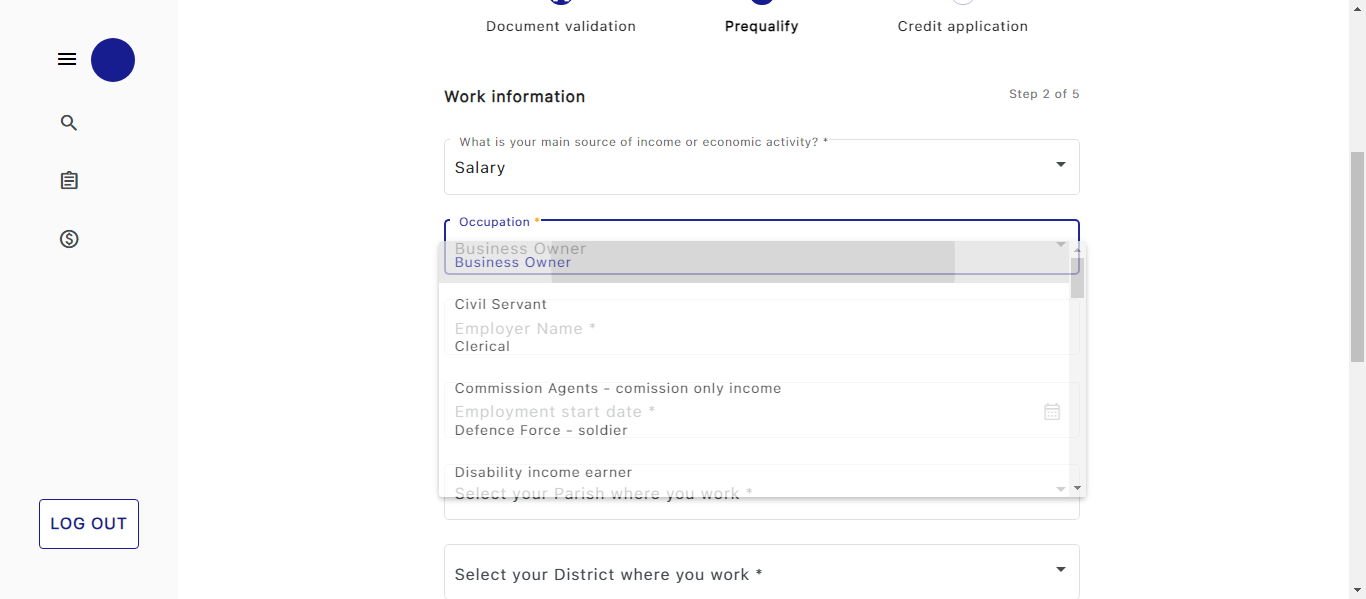 Document validation
Prequalify
Credit application
Work information
Step 2 of 5
What is your main source of income or economic activity? *
Salary
Occupation *
Business Owner
Business Owner
Civil Servant
Employer Name *
Clerical
Commission Agents - comission only income
Employment start date *
Defence Force - soldier
Disability income earner
Select your Parish where you work *
LOG OUT
Select your District where you work *